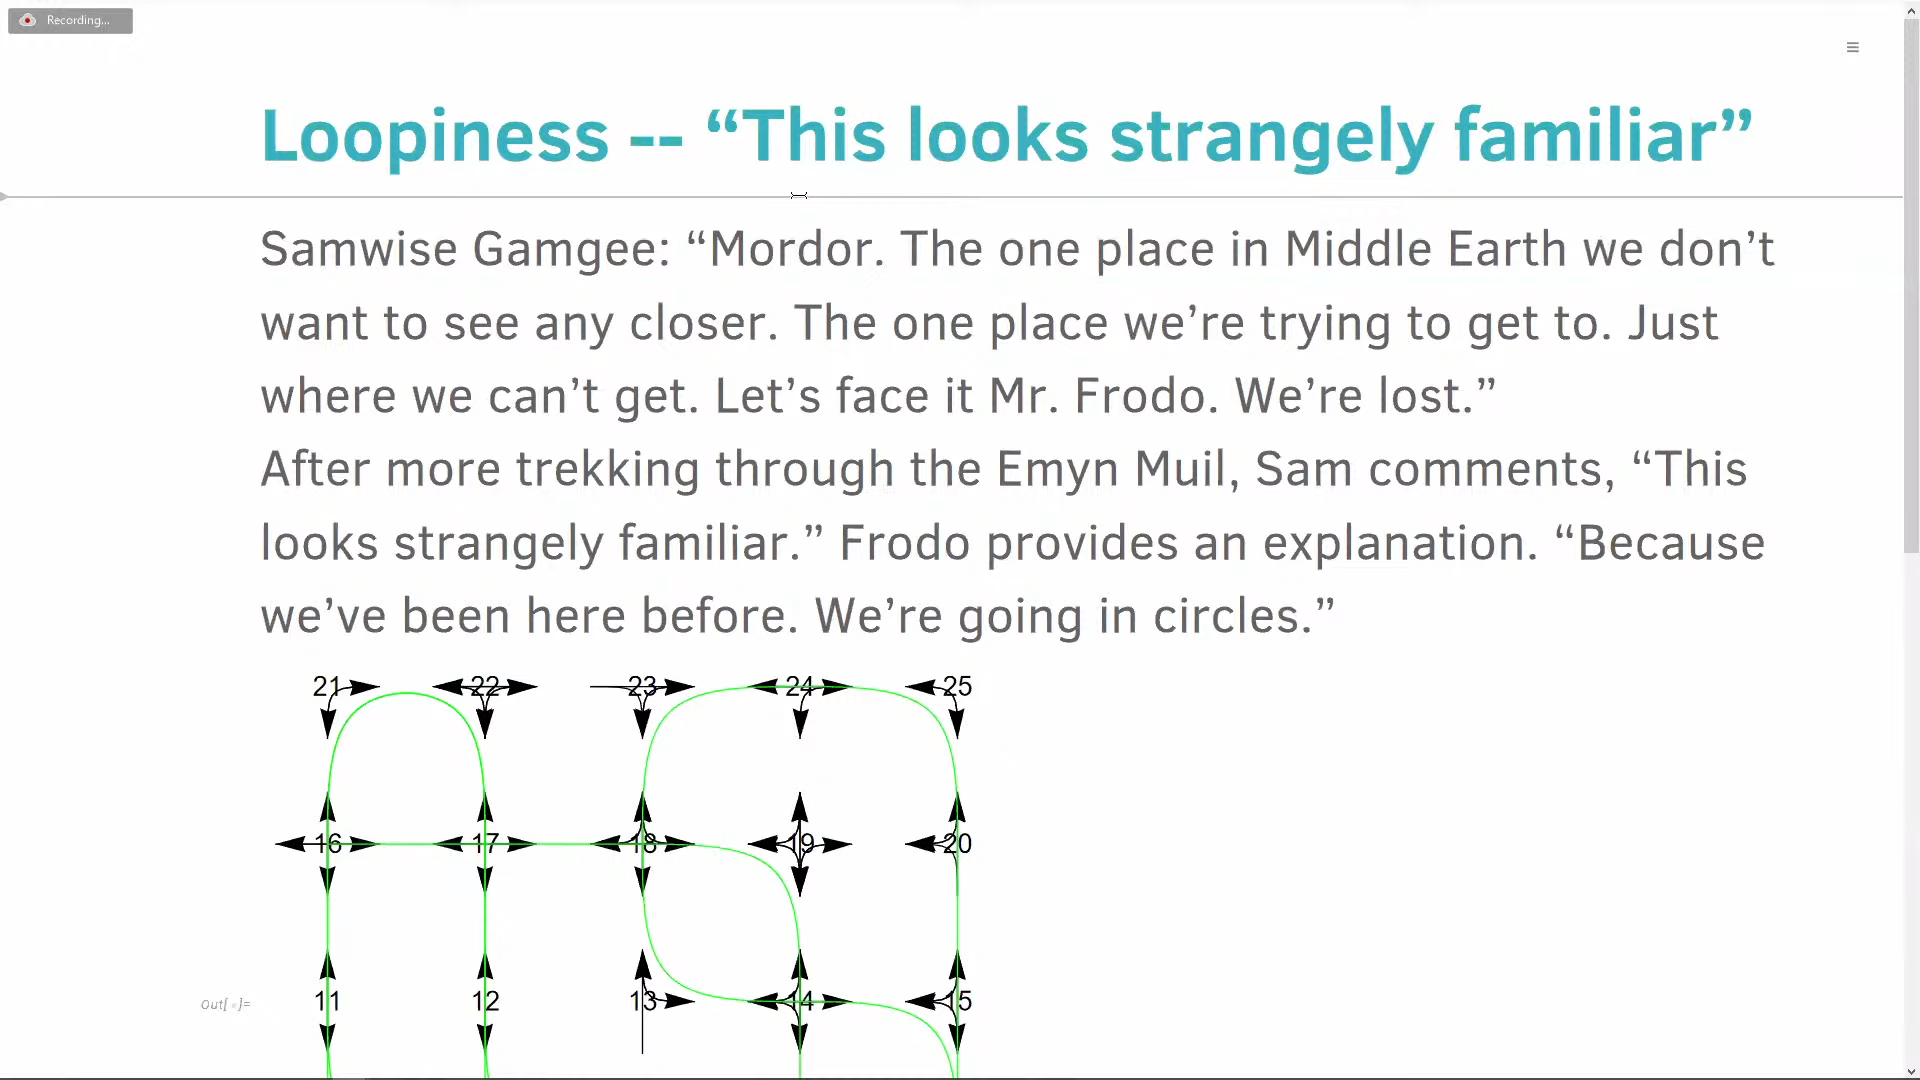 Recording...
Loopiness -- “This looks strangely familiar”
Samwise Gamgee: “Mordor. The one place in Middle Earth we don’t
want to see any closer. The one place we’re trying to get to. Just
where we can’t get. Let’s face it Mr. Frodo. We’re lost.”
After more trekking through the Emyn Muil, Sam comments, “This
looks strangely familiar.” Frodo provides an explanation. “Because
we’ve been here before. We’re going in circles.”
21 22 23 24 25
16 17 18 19 20
Out[ ]=
11 12 13 14 15